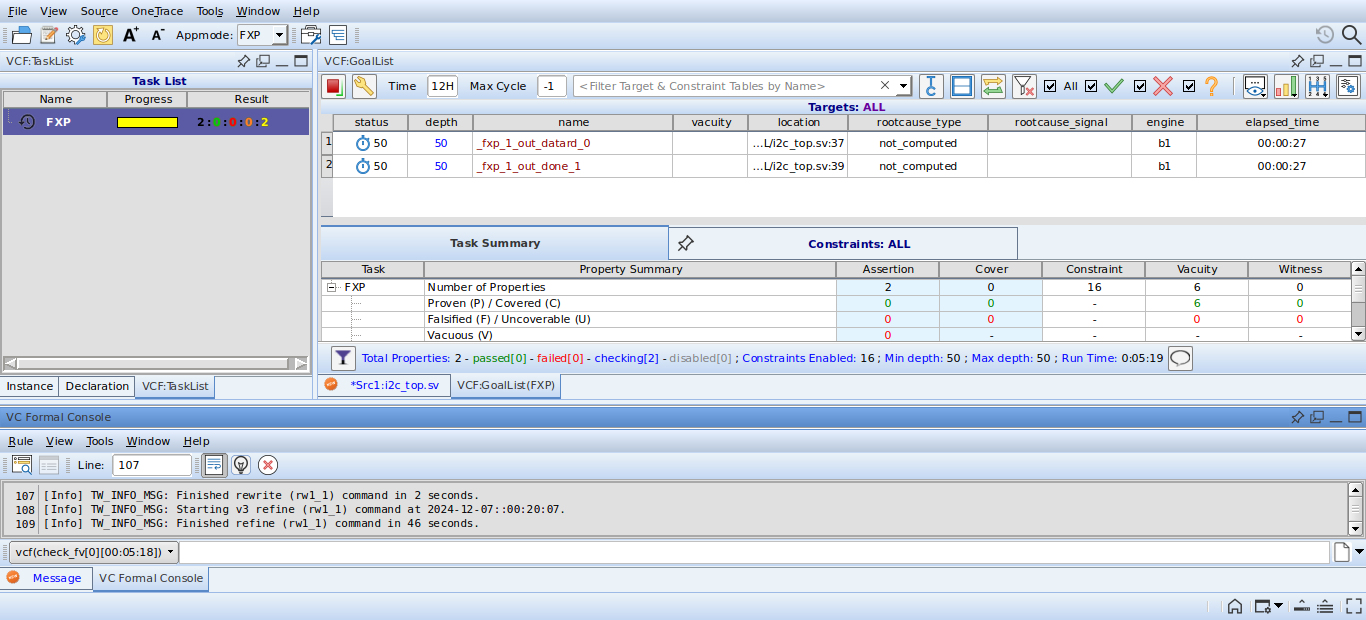 File View Source OneTrace Tools Window Help
A+ A- Appmode: FXP
VCF:TaskList
Task List
Name Progress Result
FXP 2:0:0:0:2
Instance Declaration VCF:TaskList
VCF:GoalList
Time 12H Max Cycle -1 <Filter Target & Constraint Tables by Name> All ?
Targets: ALL
status depth name vacuity location rootcause_type rootcause_signal engine elapsed_time
1 50 50 _fxp_1_out_datard_0 ...L/i2c_top.sv:37 not_computed b1 00:00:27
2 50 50 _fxp_1_out_done_1 ...L/i2c_top.sv:39 not_computed b1 00:00:27
Task Summary Constraints: ALL
Task Property Summary Assertion Cover Constraint Vacuity Witness
FXP Number of Properties 2 0 16 6 0
Proven (P) / Covered (C) 0 0 - 6 0
Falsified (F) / Uncoverable (U) 0 0 - 0 0
Vacuous (V) 0 - - - -
Total Properties: 2 - passed[0] - failed[0] - checking[2] - disabled[0] ; Constraints Enabled: 16 ; Min depth: 50 ; Max depth: 50 ; Run Time: 0:05:19
*Src1:i2c_top.sv VCF:GoalList(FXP)
VC Formal Console
Rule View Tools Window Help
Line: 107
107 [Info] TW_INFO_MSG: Finished rewrite (rw1_1) command in 2 seconds.
108 [Info] TW_INFO_MSG: Starting v3 refine (rw1_1) command at 2024-12-07::00:20:07.
109 [Info] TW_INFO_MSG: Finished refine (rw1_1) command in 46 seconds.
vcf(check_fv[0][00:05:18])
Message VC Formal Console